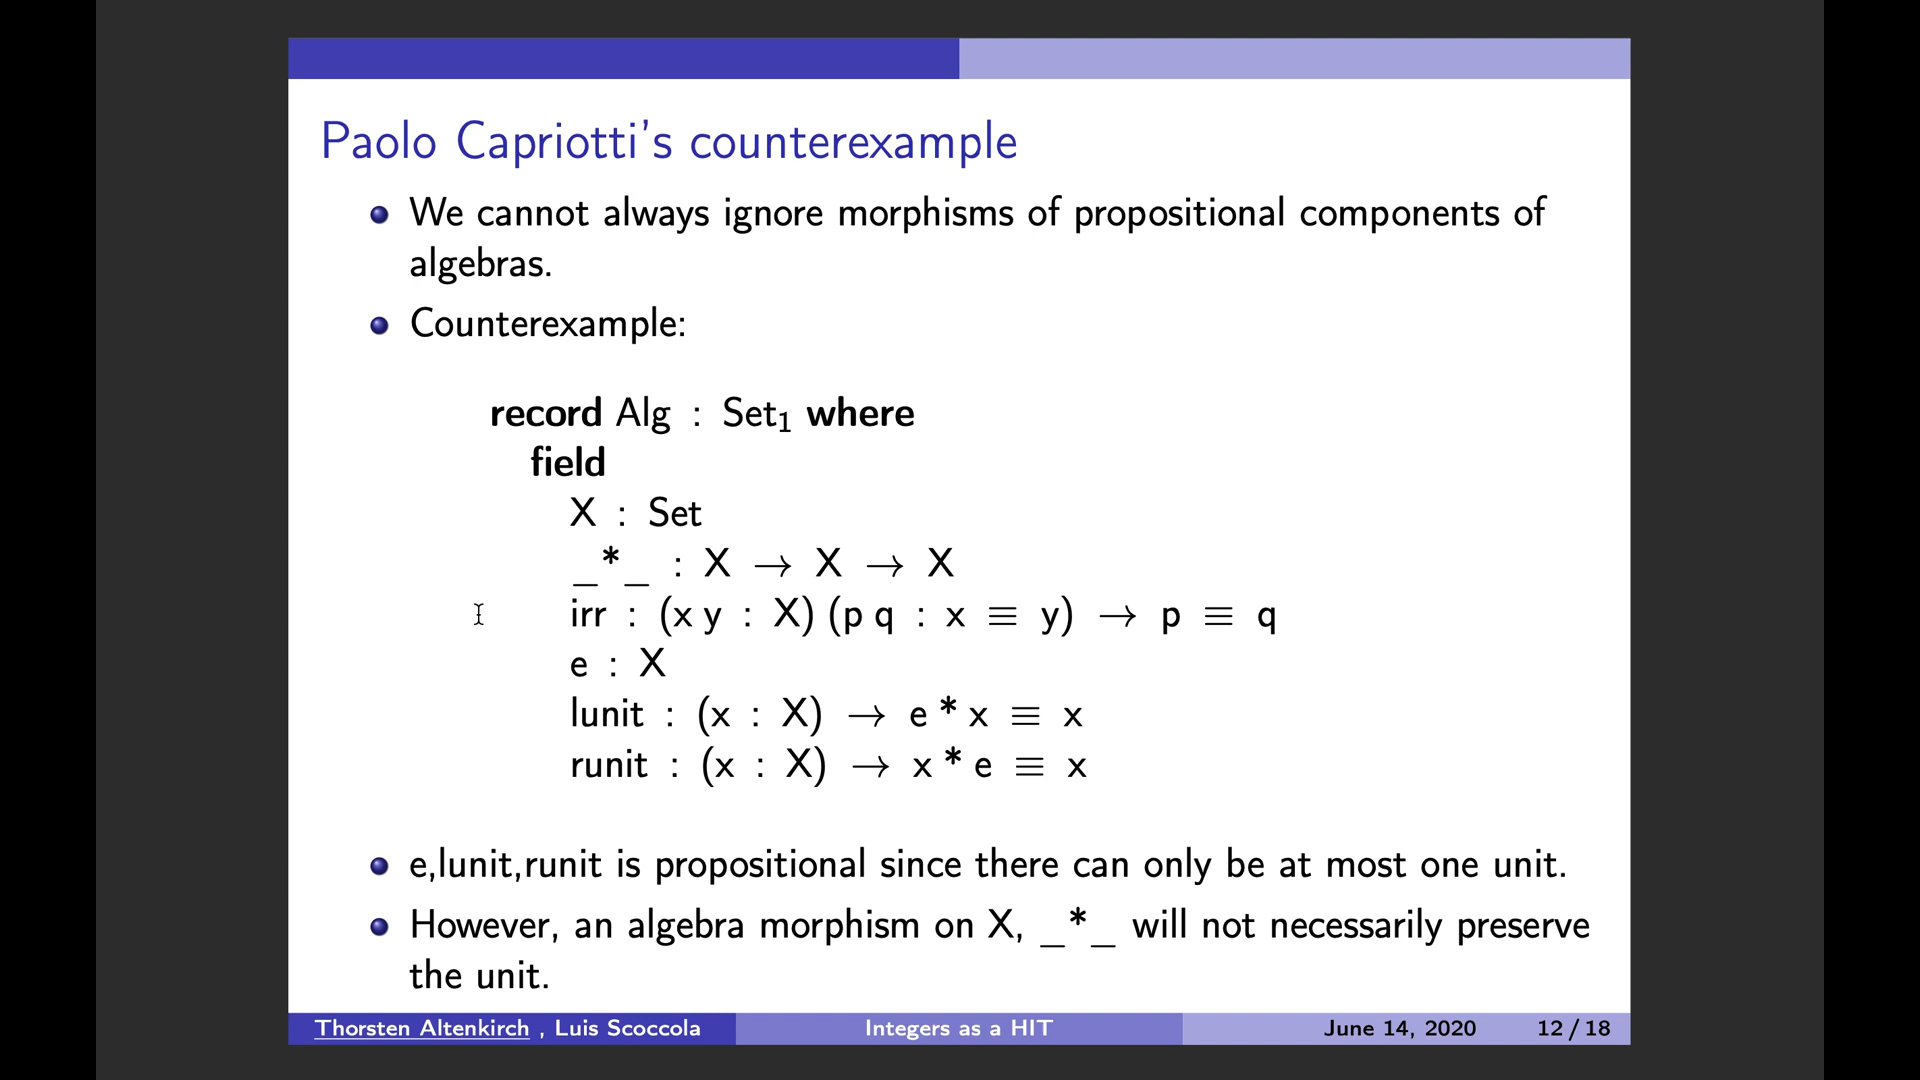 Paolo Capriotti's counterexample
We cannot always ignore morphisms of propositional components of
algebras.
Counterexample:
record Alg : Set₁ where
field
X : Set
_*_ : X → X → X
irr : (x y : X) (p q : x ≡ y) → p ≡ q
e : X
lunit : (x : X) → e * x ≡ x
runit : (x : X) → x * e ≡ x
e,lunit,runit is propositional since there can only be at most one unit.
However, an algebra morphism on X, _*_ will not necessarily preserve
the unit.
Thorsten Altenkirch , Luis Scoccola Integers as a HIT June 14, 2020 12 / 18